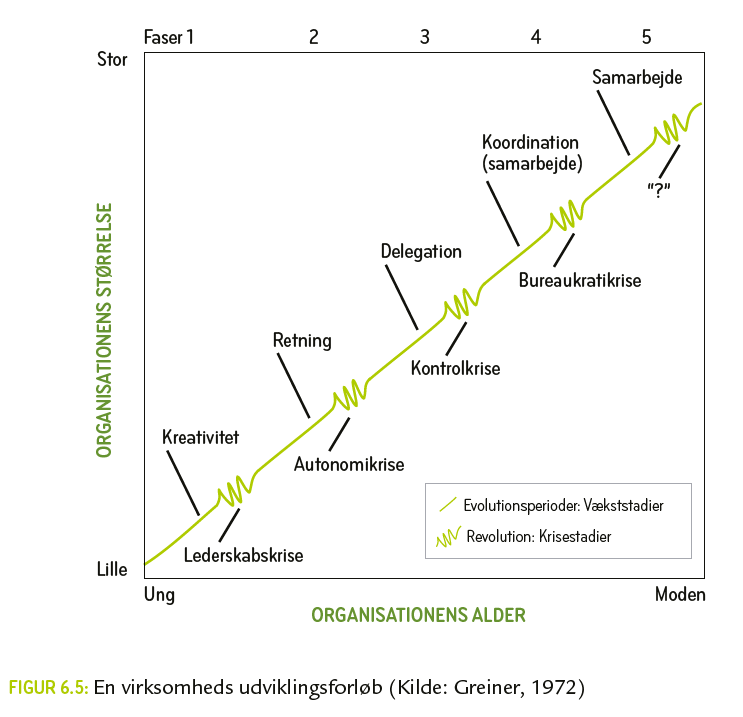 Faser 1 2 3 4 5
Stor
Samarbejde
Koordination
(samarbejde)
"?"
Delegation
Bureaukratikrise
Retning
Kontrolkrise
Kreativitet
Autonomikrise
Lederskabskrise
ORGANISATIONENS STØRRELSE
Evolutionsperioder: Vækststadier
Revolution: Krisestadier
Lille
Ung
Moden
ORGANISATIONENS ALDER
FIGUR 6.5: En virksomheds udviklingsforløb (Kilde: Greiner, 1972)